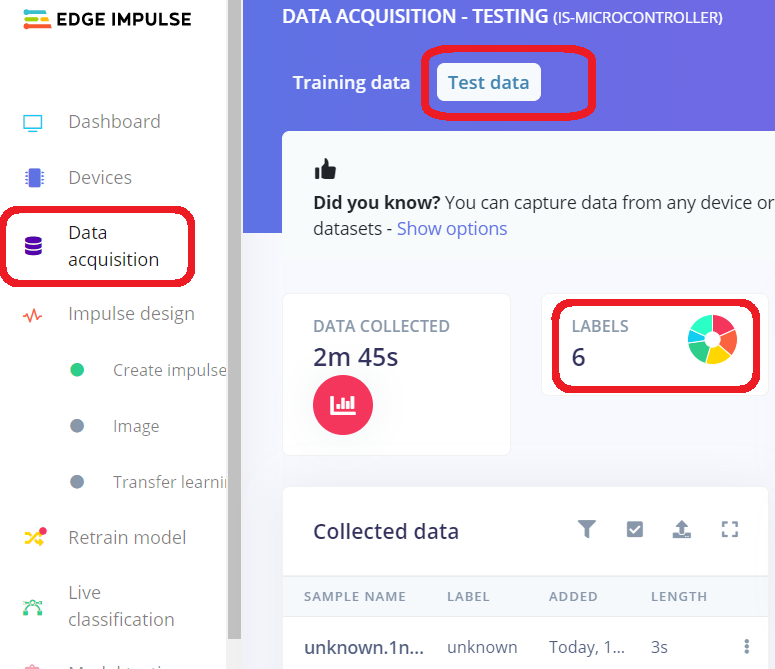 EDGE IMPULSE
Dashboard
Devices
Data
acquisition
Impulse design
Create impulse
Image
Transfer learni
Retrain model
Live
classification
DATA ACQUISITION - TESTING (IS-MICROCONTROLLER)
Training data
Test data
Did you know? You can capture data from any device or
datasets - Show options
DATA COLLECTED
2m 45s
LABELS
6
Collected data
SAMPLE NAME LABEL ADDED LENGTH
unknown.1n... unknown Today, 1... 3s